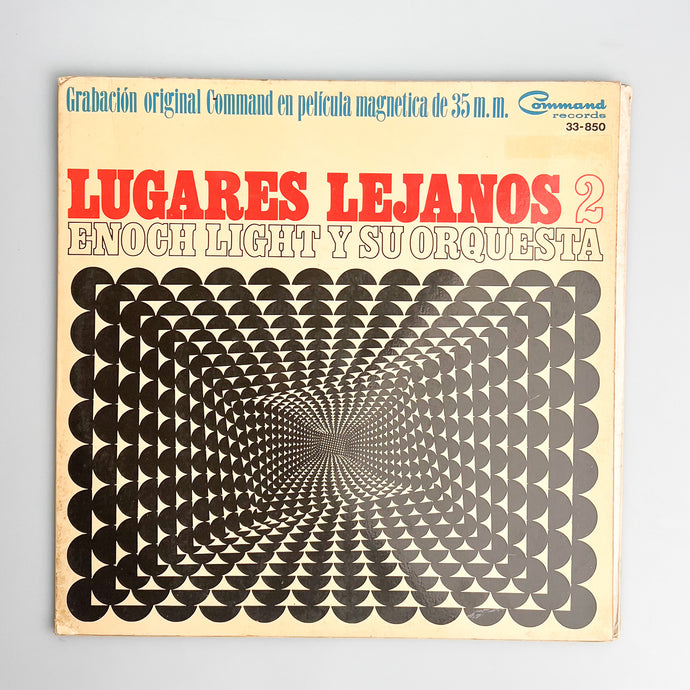 Grabación original Command en película magnetica de 35 m.m.
Command
records
33-850
LUGARES LEJANOS 2
ENOCH LIGHT Y SU ORQUESTA